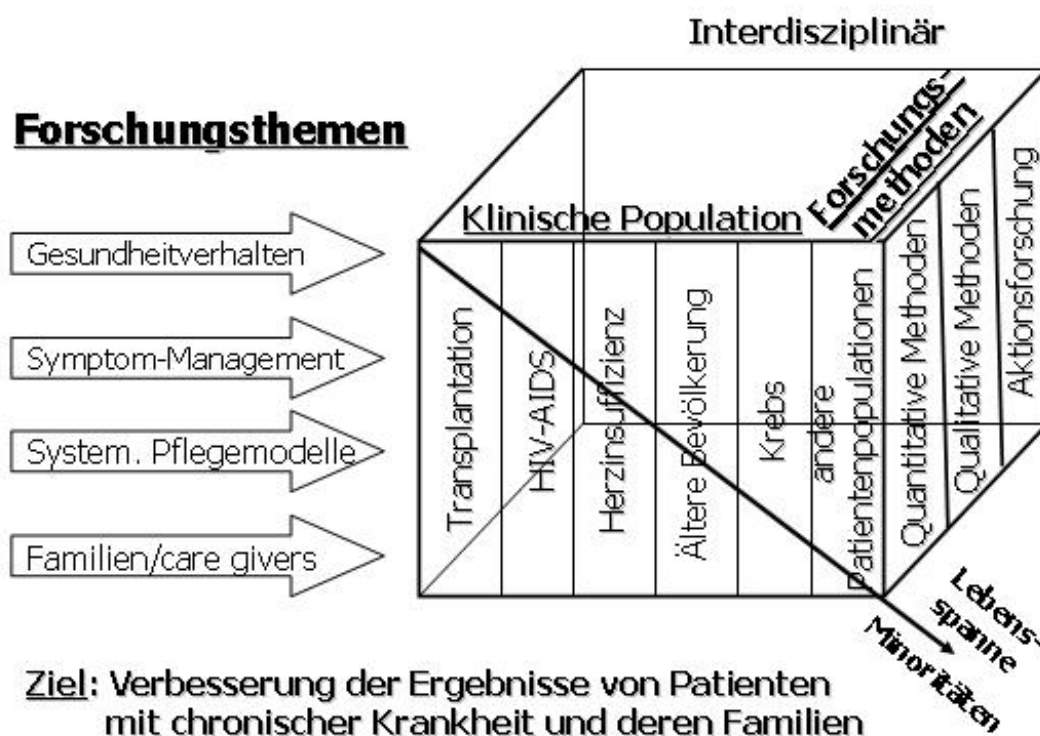 Interdisziplinär
Forschungsthemen
Forschungs-
methoden
Klinische Population
Gesundheitverhalten
Symptom-Management
System. Pflegemodelle
Familien/care givers
Transplantation
HIV-AIDS
Herzinsuffizienz
Ältere Bevölkerung
Krebs
andere
Patientenpopulationen
Quantitative Methoden
Qualitative Methoden
Aktionsforschung
Lebens-
spanne
Minoritäten
Ziel: Verbesserung der Ergebnisse von Patienten
mit chronischer Krankheit und deren Familien